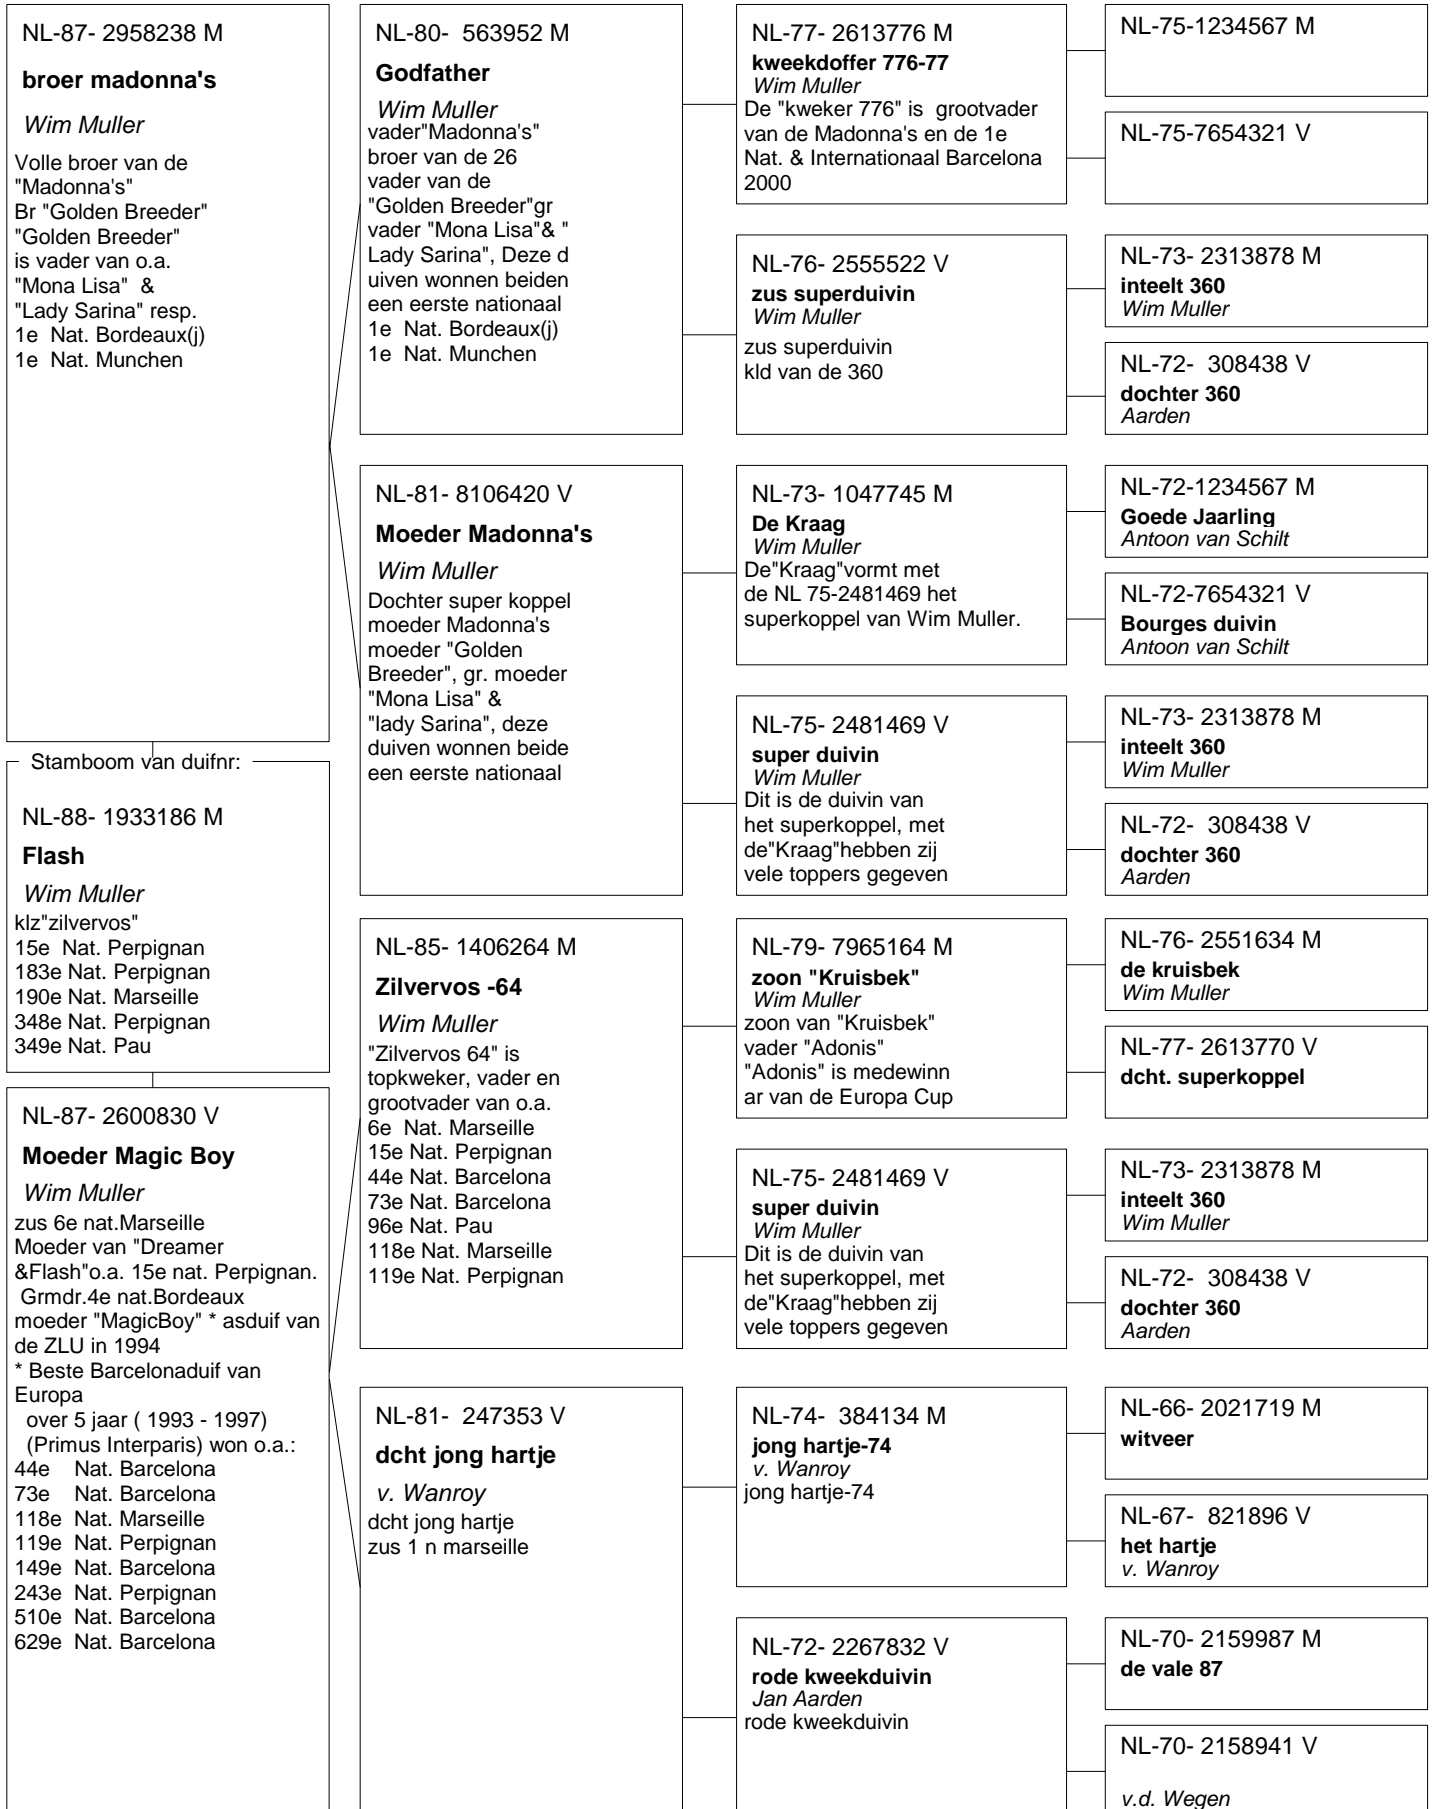 NL-87- 2958238 M
broer madonna's
Wim Muller
Volle broer van de
"Madonna's"
Br "Golden Breeder"
"Golden Breeder"
is vader van o.a.
"Mona Lisa"  &
"Lady Sarina" resp.
1e  Nat. Bordeaux(j)
1e  Nat. Munchen
Stamboom van duifnr:
NL-88- 1933186 M
Flash
Wim Muller
klz"zilvervos"
15e  Nat. Perpignan
183e Nat. Perpignan
190e Nat. Marseille
348e Nat. Perpignan
349e Nat. Pau
NL-87- 2600830 V
Moeder Magic Boy
Wim Muller
zus 6e nat.Marseille
Moeder van "Dreamer
&Flash"o.a. 15e nat. Perpignan.
Grmdr.4e nat.Bordeaux
moeder "MagicBoy" * asduif van
de ZLU in 1994
* Beste Barcelonaduif van
Europa
over 5 jaar ( 1993 - 1997)
(Primus Interparis) won o.a.:
44e    Nat. Barcelona
73e    Nat. Barcelona
118e  Nat. Marseille
119e  Nat. Perpignan
149e  Nat. Barcelona
243e  Nat. Perpignan
510e  Nat. Barcelona
629e  Nat. Barcelona
NL-80-  563952 M
Godfather
Wim Muller
vader"Madonna's"
broer van de 26
vader van de
"Golden Breeder"gr
vader "Mona Lisa"& "
Lady Sarina", Deze d
uiven wonnen beiden
een eerste nationaal
1e  Nat. Bordeaux(j)
1e  Nat. Munchen
NL-81- 8106420 V
Moeder Madonna's
Wim Muller
Dochter super koppel
moeder Madonna's
moeder "Golden
Breeder", gr. moeder
"Mona Lisa" &
"lady Sarina", deze
duiven wonnen beide
een eerste nationaal
NL-85- 1406264 M
Zilvervos -64
Wim Muller
"Zilvervos 64" is
topkweker, vader en
grootvader van o.a.
6e  Nat. Marseille
15e Nat. Perpignan
44e Nat. Barcelona
73e Nat. Barcelona
96e Nat. Pau
118e Nat. Marseille
119e Nat. Perpignan
NL-81-  247353 V
dcht jong hartje
v. Wanroy
dcht jong hartje
zus 1 n marseille
NL-77- 2613776 M
kweekdoffer 776-77
Wim Muller
De "kweker 776" is  grootvader
van de Madonna's en de 1e
Nat. & Internationaal Barcelona
2000
NL-76- 2555522 V
zus superduivin
Wim Muller
zus superduivin
kld van de 360
NL-73- 1047745 M
De Kraag
Wim Muller
De"Kraag"vormt met
de NL 75-2481469 het
superkoppel van Wim Muller.
NL-75- 2481469 V
super duivin
Wim Muller
Dit is de duivin van
het superkoppel, met
de"Kraag"hebben zij
vele toppers gegeven
NL-79- 7965164 M
zoon "Kruisbek"
Wim Muller
zoon van "Kruisbek"
vader "Adonis"
"Adonis" is medewinn
ar van de Europa Cup
NL-75- 2481469 V
super duivin
Wim Muller
Dit is de duivin van
het superkoppel, met
de"Kraag"hebben zij
vele toppers gegeven
NL-74-  384134 M
jong hartje-74
v. Wanroy
jong hartje-74
NL-72- 2267832 V
rode kweekduivin
Jan Aarden
rode kweekduivin
NL-75-1234567 M
NL-75-7654321 V
NL-73- 2313878 M
inteelt 360
Wim Muller
NL-72-  308438 V
dochter 360
Aarden
NL-72-1234567 M
Goede Jaarling
Antoon van Schilt
NL-72-7654321 V
Bourges duivin
Antoon van Schilt
NL-73- 2313878 M
inteelt 360
Wim Muller
NL-72-  308438 V
dochter 360
Aarden
NL-76- 2551634 M
de kruisbek
Wim Muller
NL-77- 2613770 V
dcht. superkoppel
NL-73- 2313878 M
inteelt 360
Wim Muller
NL-72-  308438 V
dochter 360
Aarden
NL-66- 2021719 M
witveer
NL-67-  821896 V
het hartje
v. Wanroy
NL-70- 2159987 M
de vale 87
NL-70- 2158941 V
v.d. Wegen